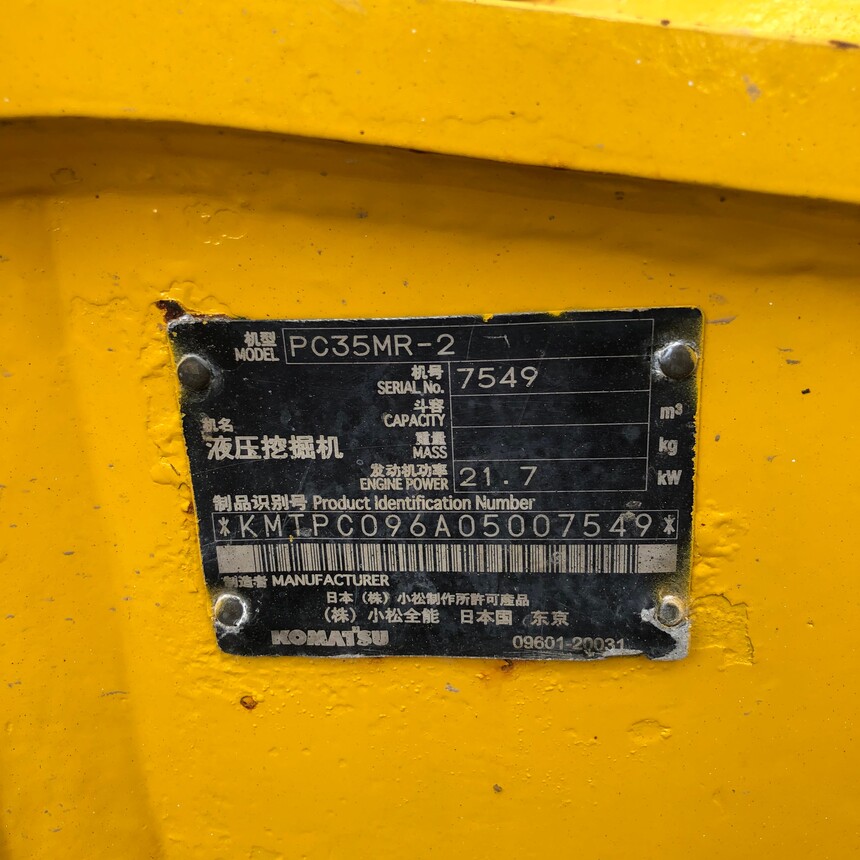 机型
MODEL PC35MR-2
机号
SERIAL No. 7549
斗容
CAPACITY m³
机名
液压挖掘机
重量
MASS kg
发动机功率
ENGINE POWER 21.7 kW
制品识别号 Product Identification Number
*KMTPC096A05007549*
制造者 MANUFACTURER
日本（株）小松制作所許可産品
（株）小松全能 日本国 东京
KOMATSU 09601-20031